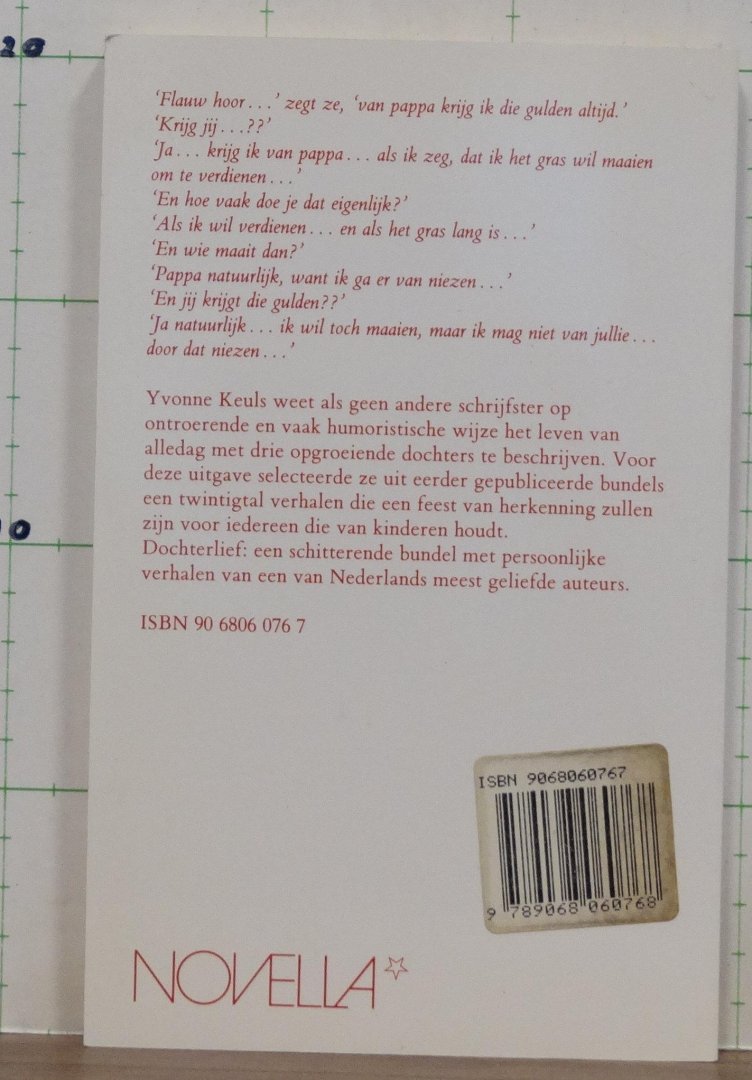 20
‘Flauw hoor...’ zegt ze, ‘van pappa krijg ik die gulden altijd.’
‘Krijg jij...??’
‘Ja... krijg ik van pappa... als ik zeg, dat ik het gras wil maaien
om te verdienen...’
‘En hoe vaak doe je dat eigenlijk?’
‘Als ik wil verdienen... en als het gras lang is...’
‘En wie maait dan?’
‘Pappa natuurlijk, want ik ga er van niezen...’
‘En jij krijgt die gulden??’
‘Ja natuurlijk... ik wil toch maaien, maar ik mag niet van jullie...
door dat niezen...’
Yvonne Keuls weet als geen andere schrijfster op
ontroerende en vaak humoristische wijze het leven van
alledag met drie opgroeiende dochters te beschrijven. Voor
deze uitgave selecteerde ze uit eerder gepubliceerde bundels
een twintigtal verhalen die een feest van herkenning zullen
zijn voor iedereen die van kinderen houdt.
Dochterlief: een schitterende bundel met persoonlijke
verhalen van een van Nederlands meest geliefde auteurs.
ISBN 90 6806 076 7
ISBN 9068060767
9 789068 060768
NOVELLA